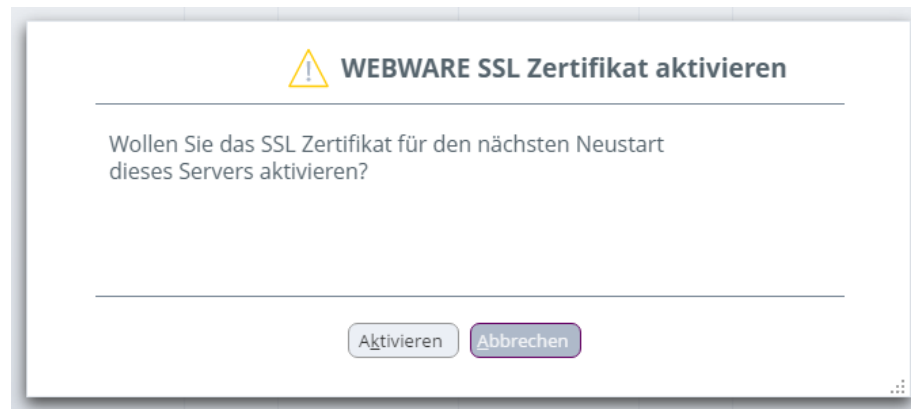 WEBWARE SSL Zertifikat aktivieren
Wollen Sie das SSL Zertifikat für den nächsten Neustart
dieses Servers aktivieren?
Aktivieren
Abbrechen